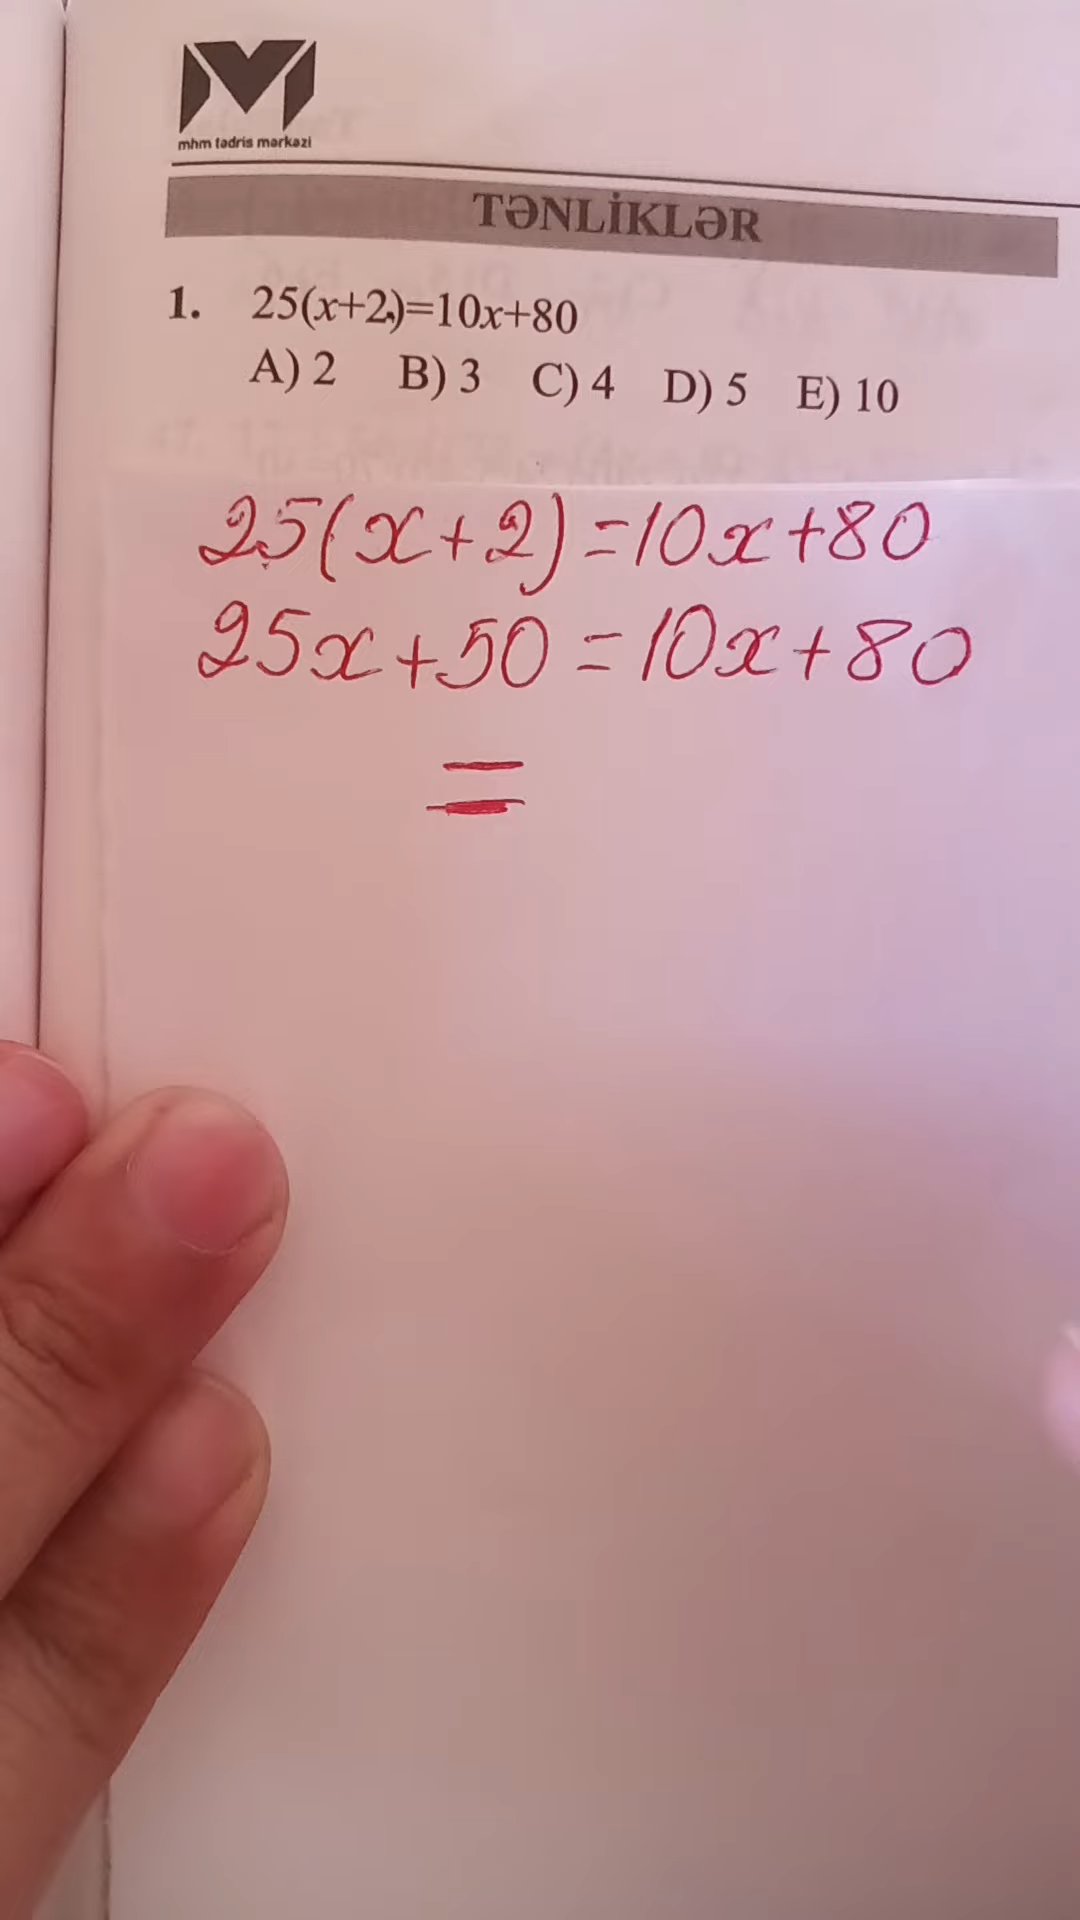 mhm tədris mərkəzi
TƏNLİKLƏR
1. 25(x+2)=10x+80
A) 2 B) 3 C) 4 D) 5 E) 10
25(x+2)=10x+80
25x+50=10x+80
=